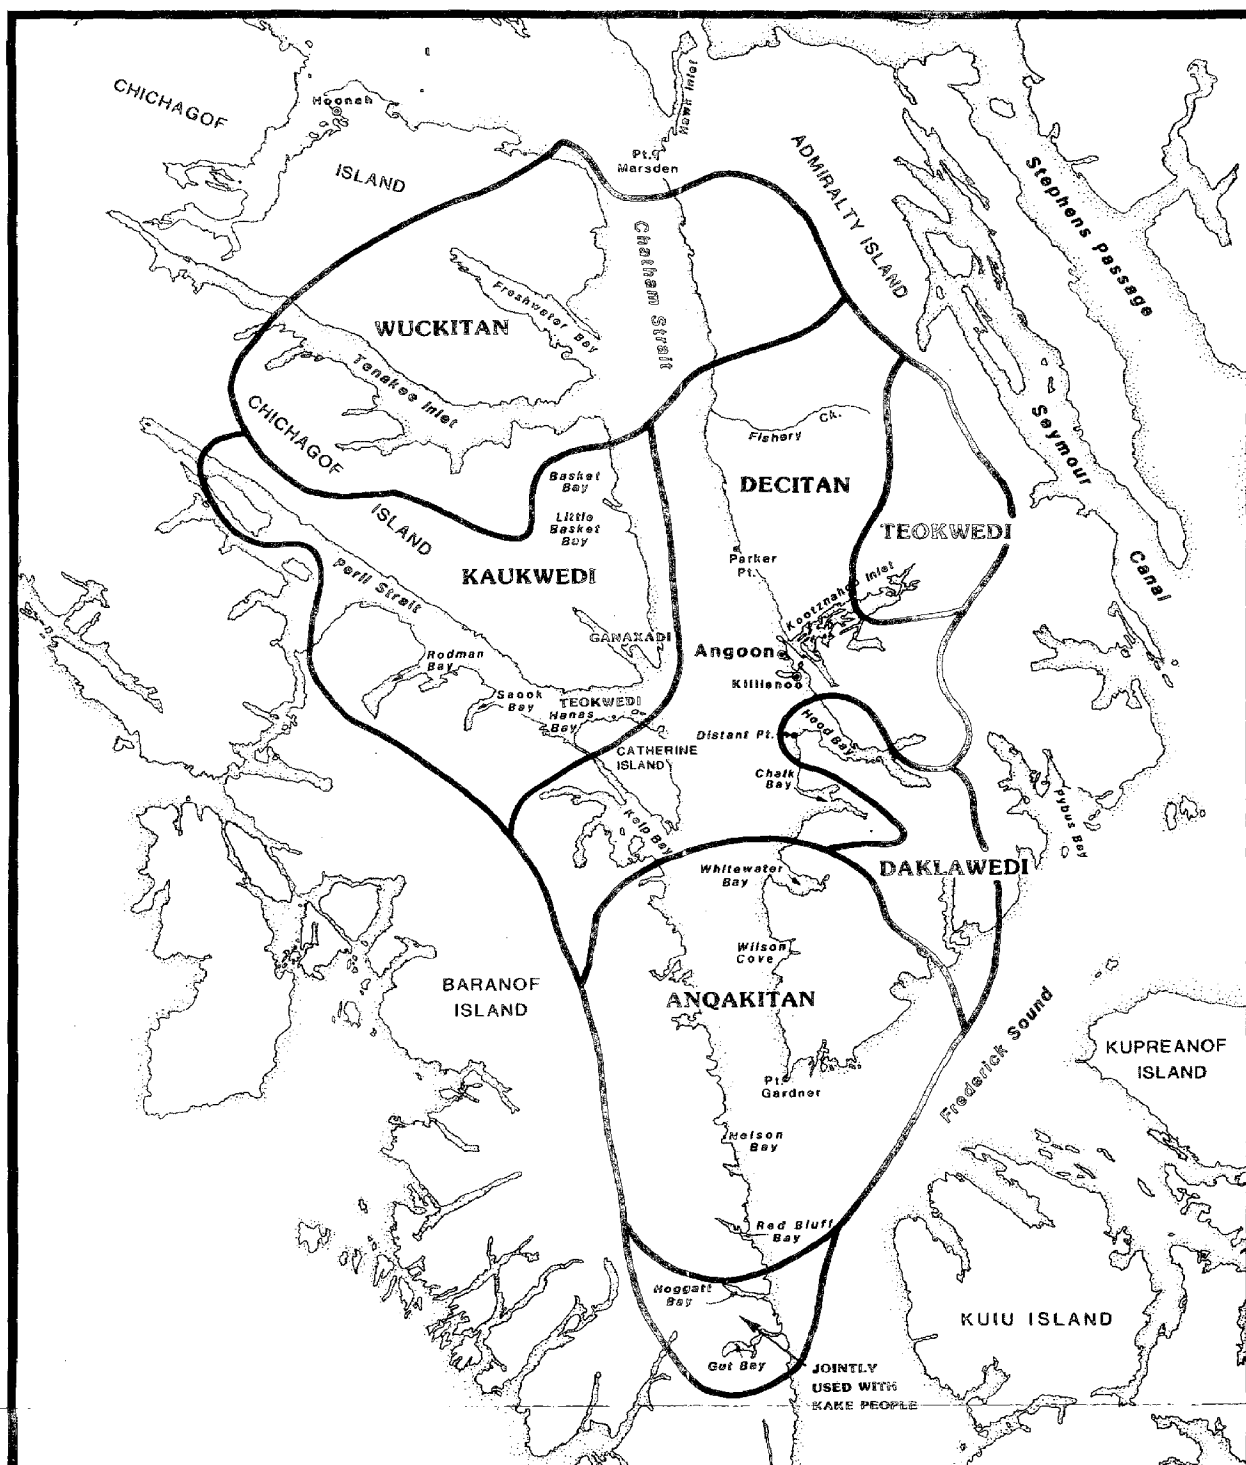 CHICHAGOF
Hoonah
ISLAND
Hawk Inlet
Pt.
Marsden
ADMIRALTY ISLAND
Stephens Passage
Chatham Strait
Freshwater Bay
WUCKITAN
Tenakee Inlet
CHICHAGOF
ISLAND
Fishery Ck.
Seymour
Canal
Basket
Bay
Little
Basket
Bay
DECITAN
TEOKWEDI
Peril Strait
KAUKWEDI
Parker
Pt.
Kootznahoo Inlet
GANAXADI
Angoon
Killisnoo
Rodman
Bay
Saook
Bay
TEOKWEDI
Hanas
Bay
CATHERINE
ISLAND
Distant Pt.
Hood Bay
Chaik
Bay
Pybus Bay
Kelp Bay
Whitewater
Bay
DAKLAWEDI
Wilson
Cove
BARANOF
ISLAND
ANQAKITAN
Frederick Sound
KUPREANOF
ISLAND
Pt.
Gardner
Nelson
Bay
Red Bluff
Bay
Hoggatt
Bay
KUIU ISLAND
Gut Bay
JOINTLY
USED WITH
KAKE PEOPLE